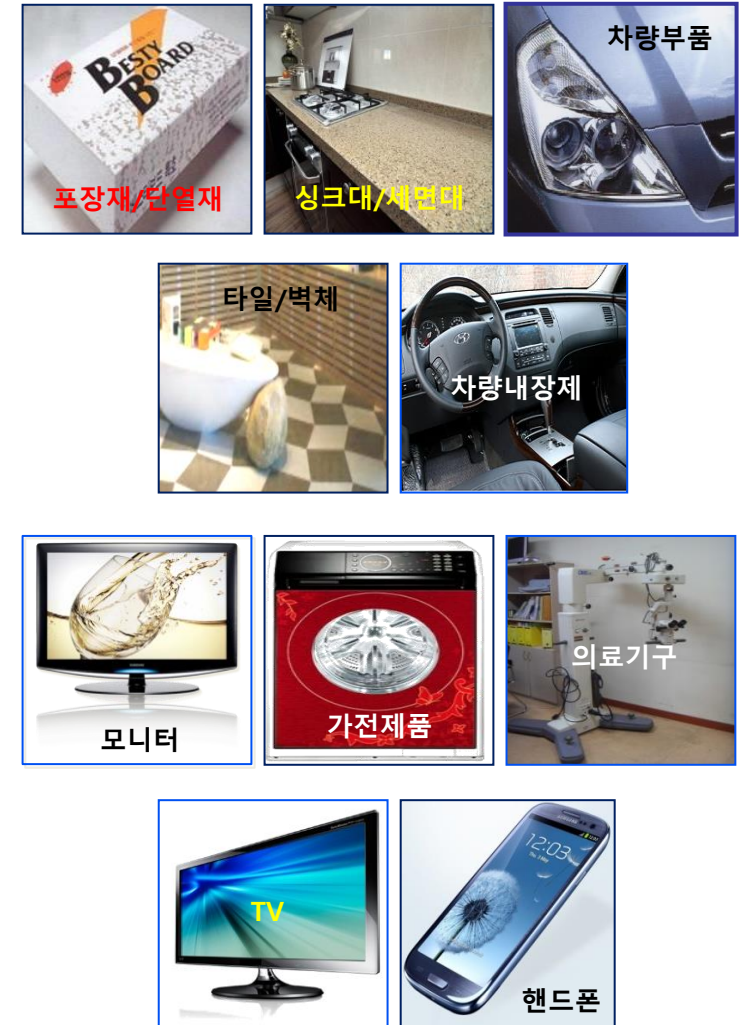 BESTY
BOARD
포장재/단열재
싱크대/세면대
차량부품
타일/벽체
차량내장제
모니터
가전제품
의료기구
TV
SAMSUNG
12:03
핸드폰